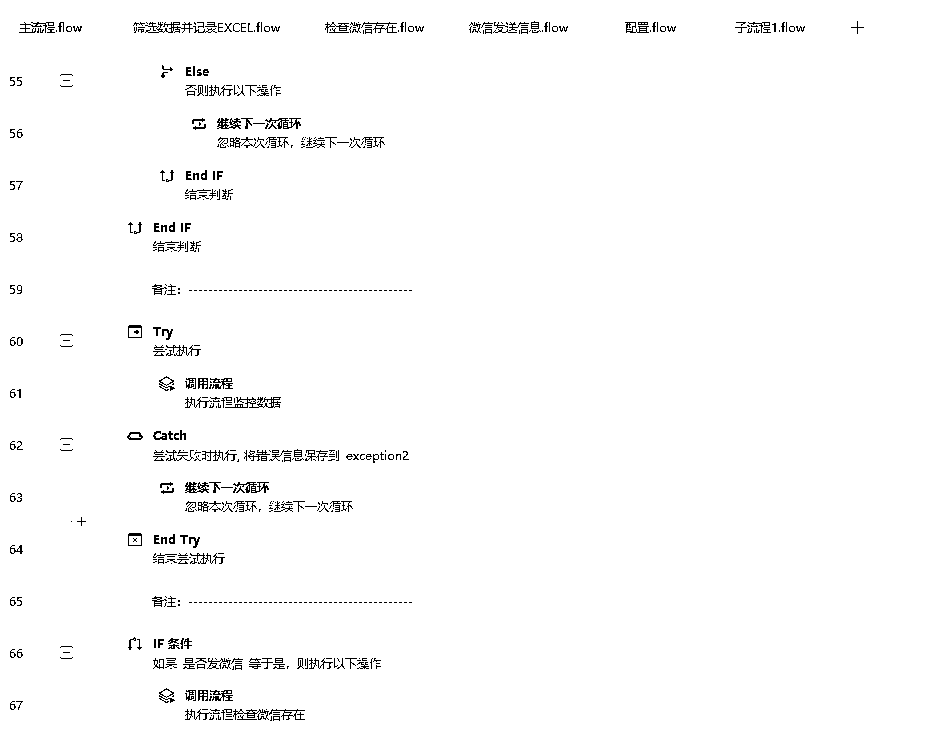 主流程.flow 筛选数据并记录EXCEL.flow 检查微信存在.flow 微信发送信息.flow 配置.flow 子流程1.flow +
55 Else
否则执行以下操作
56 继续下一次循环
忽略本次循环，继续下一次循环
57 End IF
结束判断
58 End IF
结束判断
59 备注：---------------------------------------------
60 Try
尝试执行
61 调用流程
执行流程监控数据
62 Catch
尝试失败时执行, 将错误信息保存到 exception2
63 继续下一次循环
忽略本次循环，继续下一次循环
64 End Try
结束尝试执行
65 备注：---------------------------------------------
66 IF 条件
如果 是否发微信 等于是，则执行以下操作
67 调用流程
执行流程检查微信存在